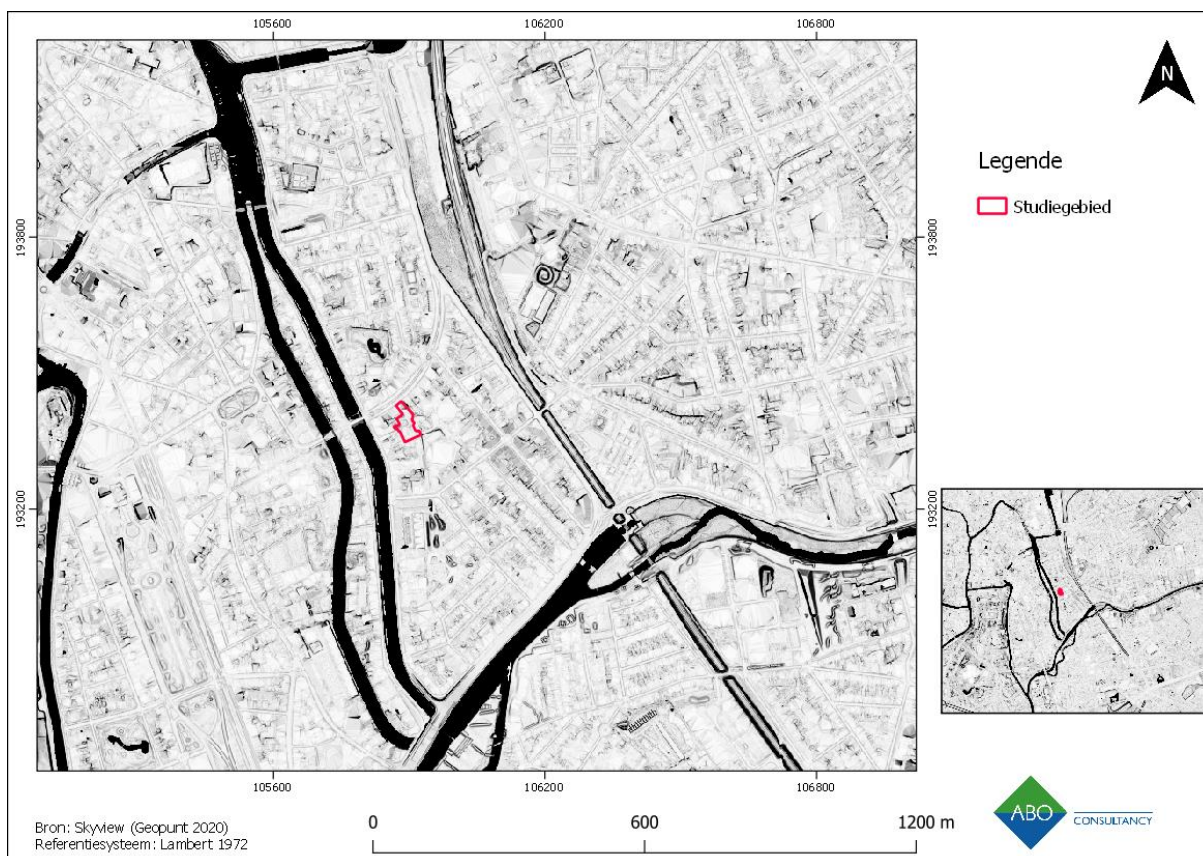 105600 106200 106800
N
Legende
Studiegebied
193800 193800
193200 193200
105600 106200 106800
Bron: Skyview (Geopunt 2020)
Referentiesysteem: Lambert 1972
0 600 1200 m
ABO CONSULTANCY